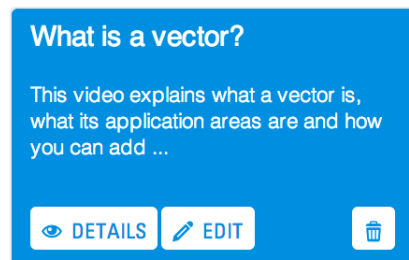 What is a vector?
This video explains what a vector is,
what its application areas are and how
you can add ...
DETAILS EDIT